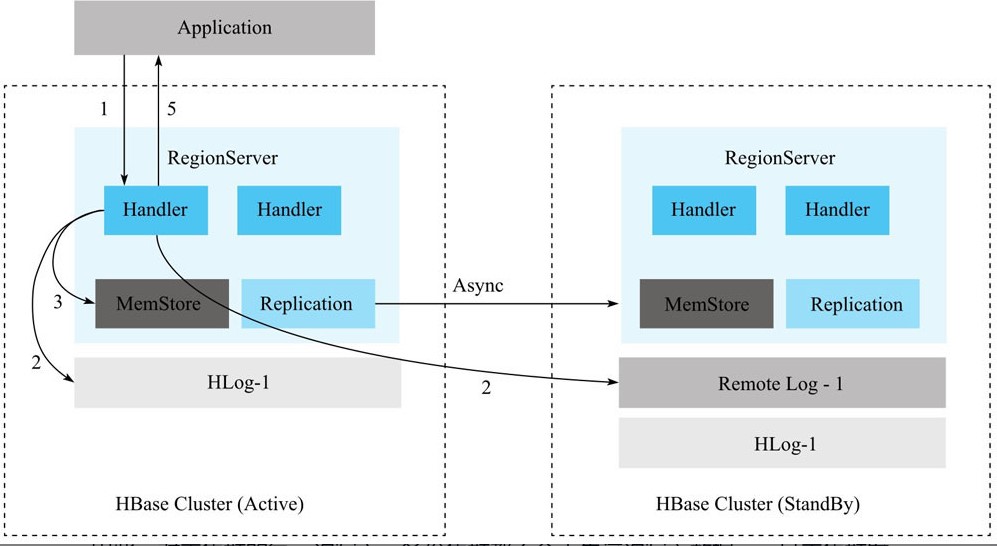 Application
1
5
RegionServer
Handler
Handler
3
MemStore
Replication
2
HLog-1
HBase Cluster (Active)
Async
2
RegionServer
Handler
Handler
MemStore
Replication
Remote Log - 1
HLog-1
HBase Cluster (StandBy)